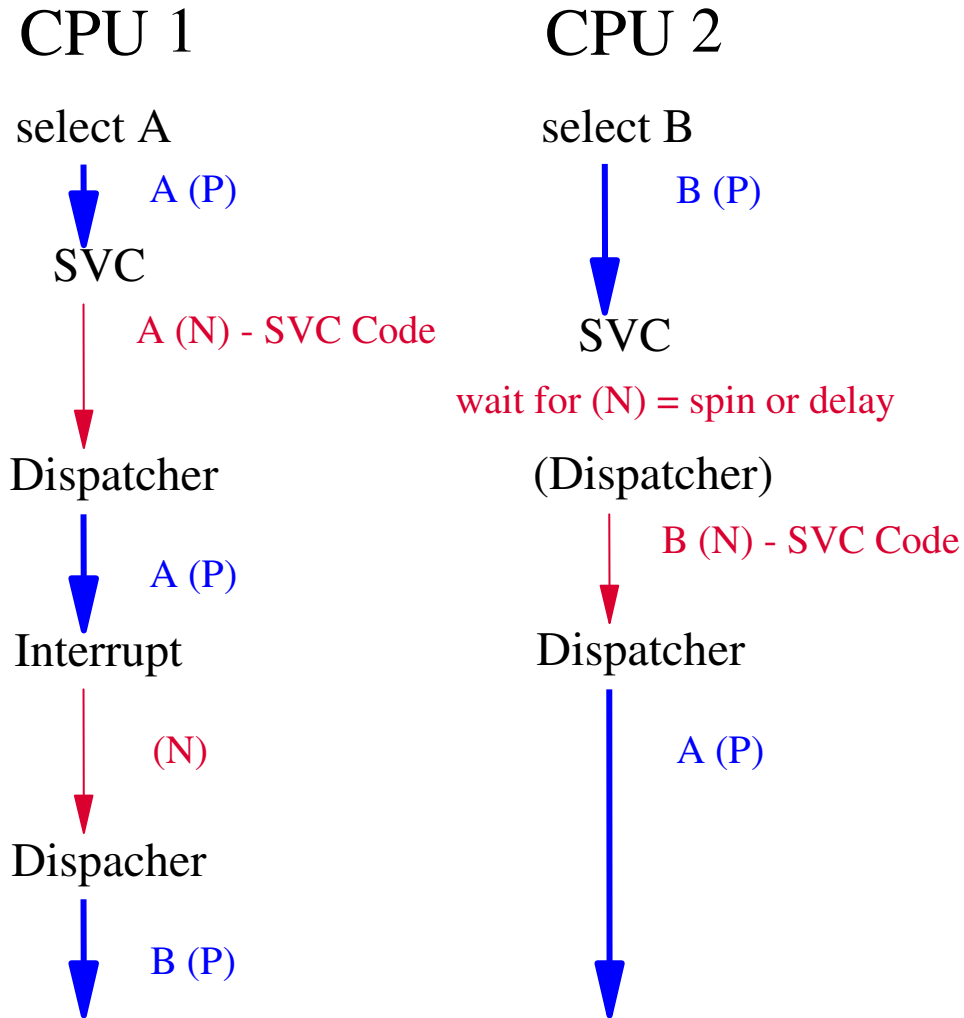 CPU 1
select A
A (P)
SVC
A (N) - SVC Code
Dispatcher
A (P)
Interrupt
(N)
Dispacher
B (P)
CPU 2
select B
B (P)
SVC
wait for (N) = spin or delay
(Dispatcher)
B (N) - SVC Code
Dispatcher
A (P)